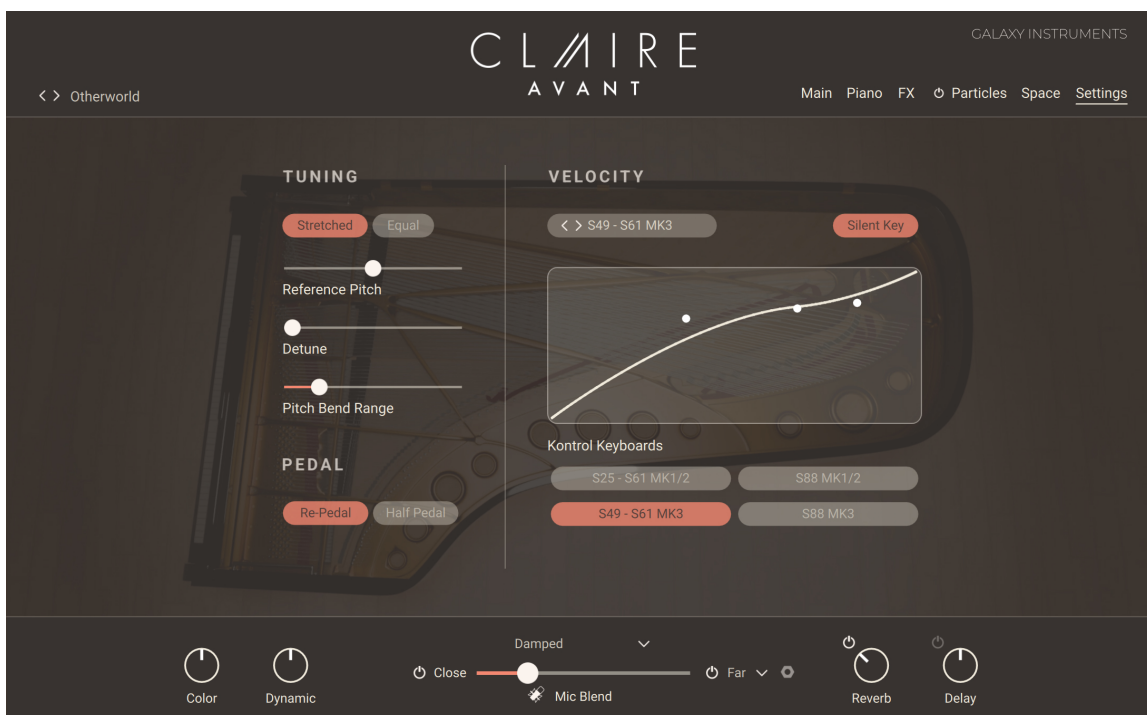 CLAIRE
AVANT
GALAXY INSTRUMENTS
Otherworld
Main Piano FX Particles Space Settings
TUNING
Stretched Equal
Reference Pitch
Detune
Pitch Bend Range
PEDAL
Re-Pedal Half Pedal
VELOCITY
S49 - S61 MK3 Silent Key
Kontrol Keyboards
S25 - S61 MK1/2 S88 MK1/2
S49 - S61 MK3 S88 MK3
Damped
Close Far
Color Dynamic Mic Blend Reverb Delay